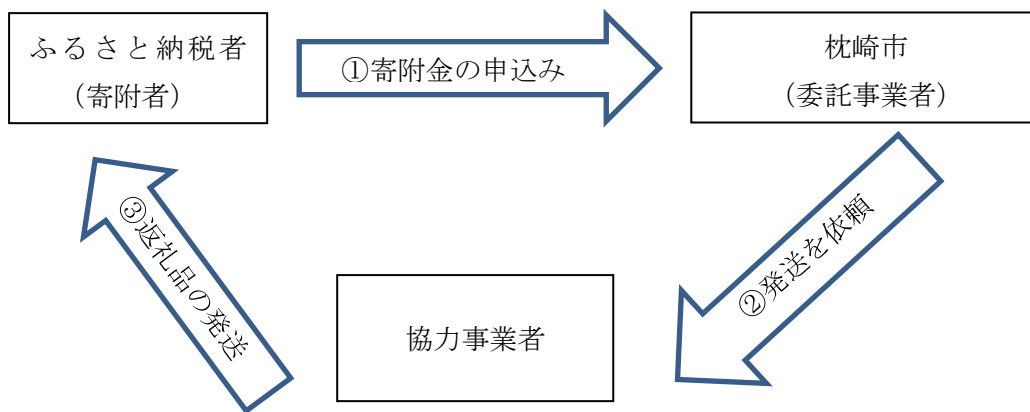 ふるさと納税者
（寄附者）
①寄附金の申込み
枕崎市
（委託事業者）
②発送を依頼
協力事業者
③返礼品の発送